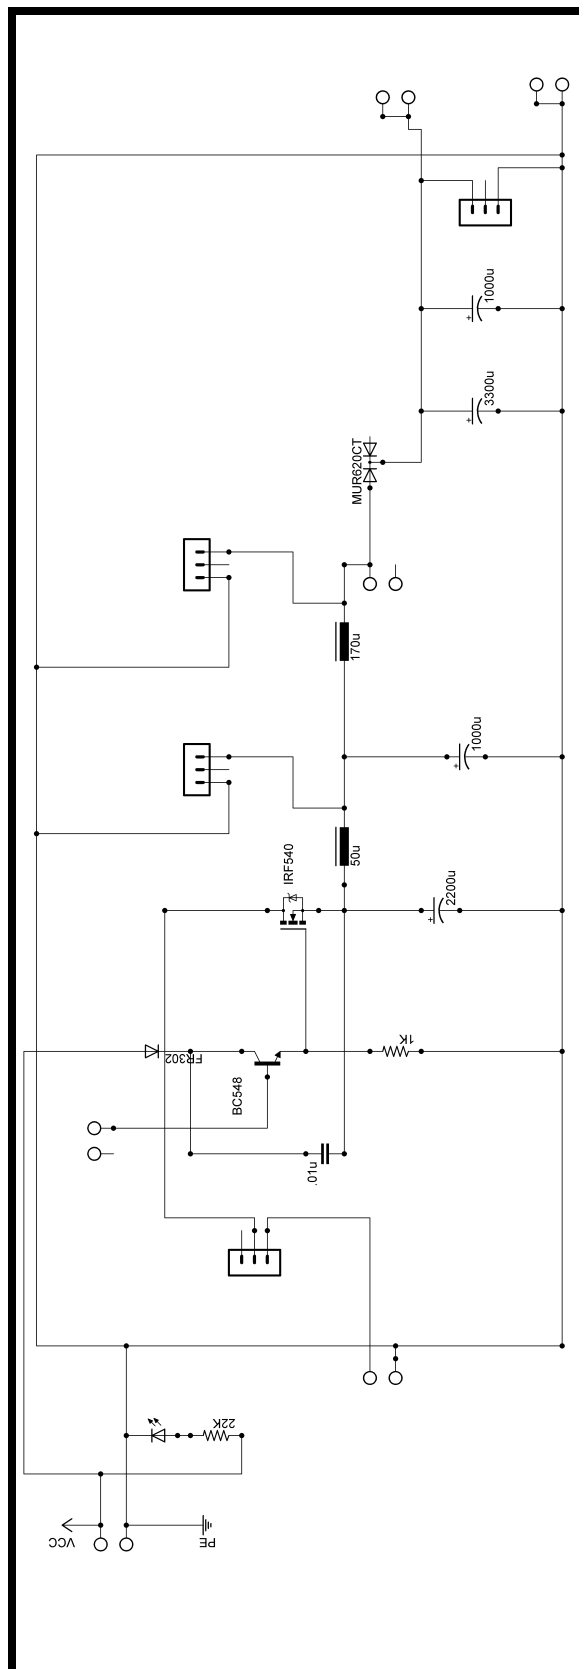 1000u
3300u
MUR620CT
170u
1000u
50u
IRF540
2200u
1K
FR302
BC548
.01u
22K
VCC
PE
+
+
+
+